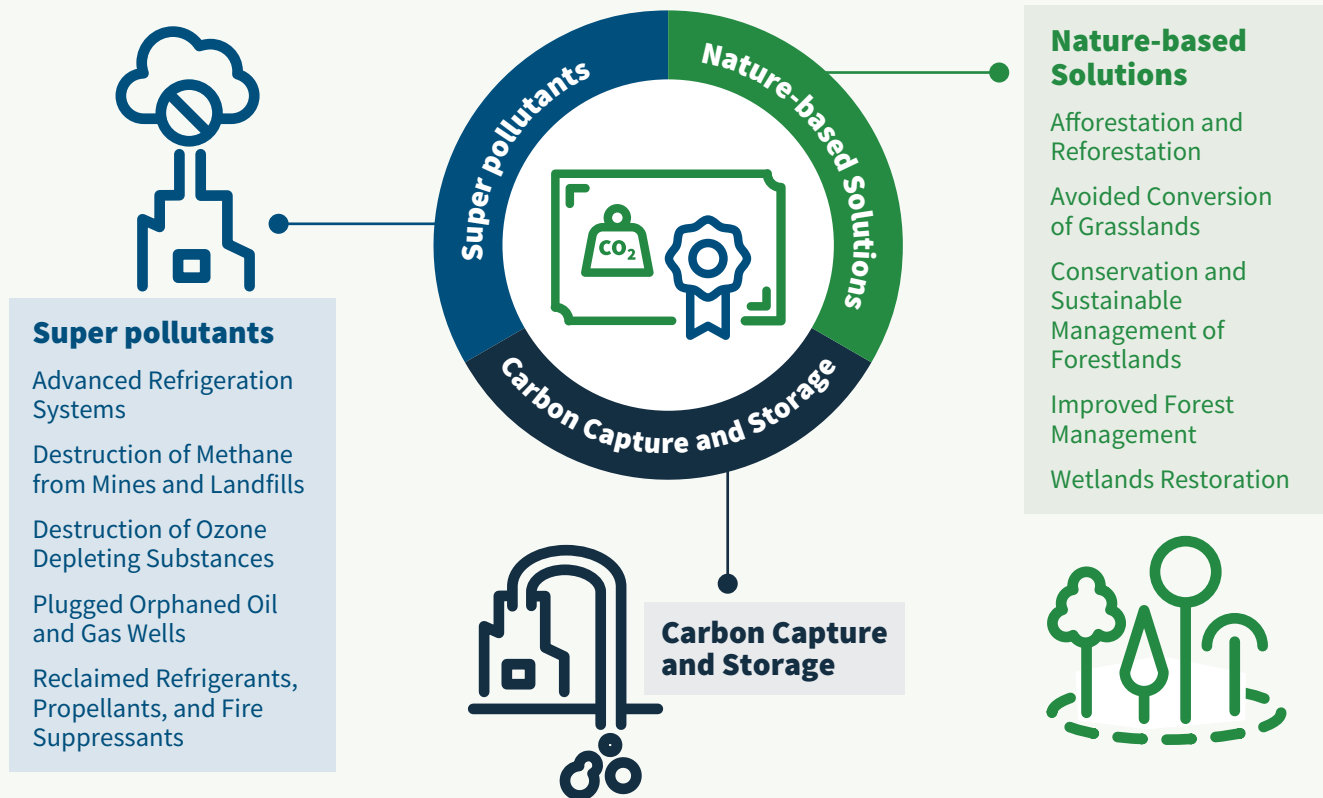 Super pollutants
Nature-based Solutions
Carbon Capture and Storage
CO₂
Super pollutants
Advanced Refrigeration
Systems
Destruction of Methane
from Mines and Landfills
Destruction of Ozone
Depleting Substances
Plugged Orphaned Oil
and Gas Wells
Reclaimed Refrigerants,
Propellants, and Fire
Suppressants
Carbon Capture
and Storage
Nature-based
Solutions
Afforestation and
Reforestation
Avoided Conversion
of Grasslands
Conservation and
Sustainable
Management of
Forestlands
Improved Forest
Management
Wetlands Restoration